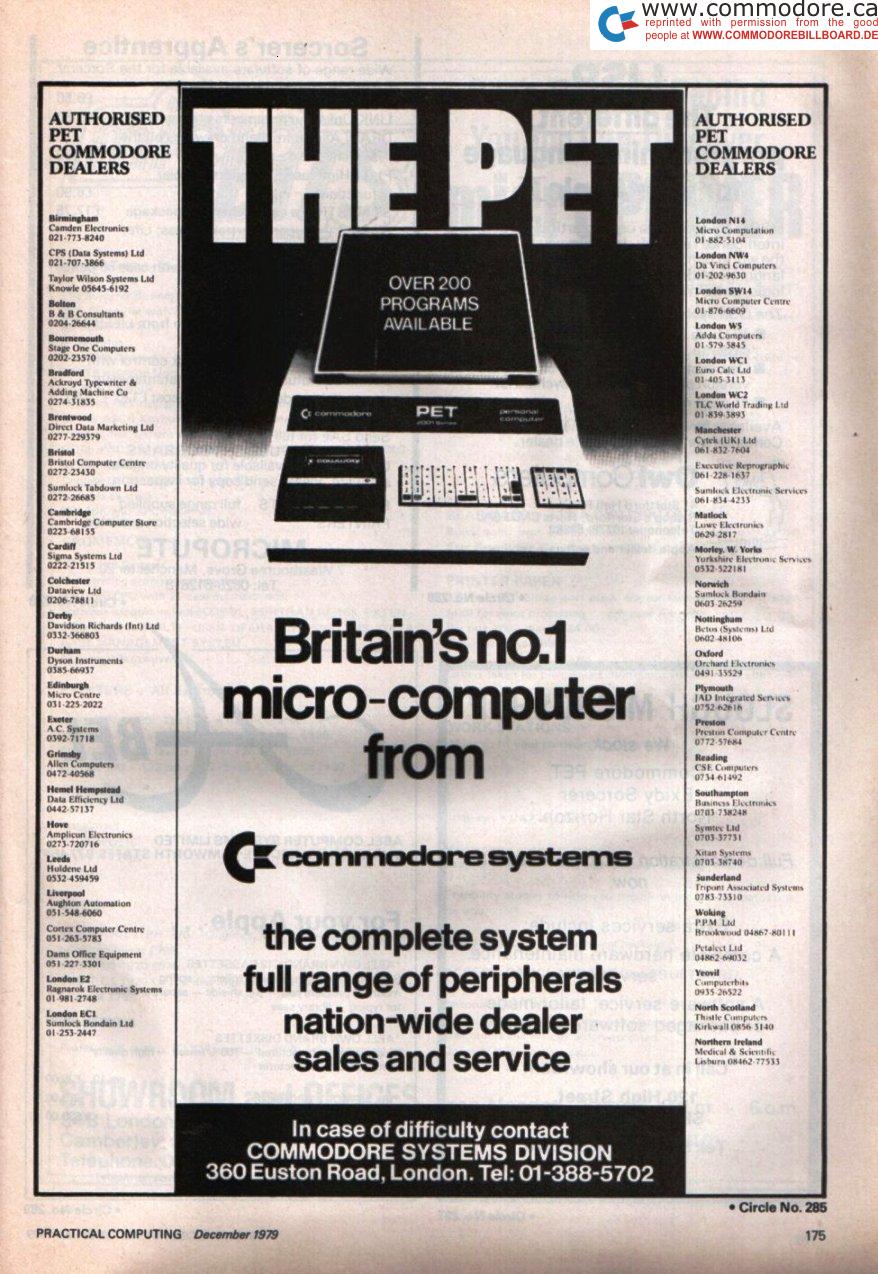 www.commodore.ca
reprinted with permission from the good
people at WWW.COMMODOREBILLBOARD.DE
AUTHORISED
PET
COMMODORE
DEALERS
Birmingham
Camden Electronics
021-773-8240
CPS (Data Systems) Ltd
021-707-3866
Taylor Wilson Systems Ltd
Knowle 05645-6192
Bolton
B & B Consultants
0204-26644
Bournemouth
Stage One Computers
0202-23570
Bradford
Ackroyd Typewriter &
Adding Machine Co
0274-31835
Brentwood
Direct Data Marketing Ltd
0277-229379
Bristol
Bristol Computer Centre
0272-23430
Sumlock Tabdown Ltd
0272-26685
Cambridge
Cambridge Computer Store
0223-68155
Cardiff
Sigma Systems Ltd
0222-21515
Colchester
Dataview Ltd
0206-78811
Derby
Davidson Richards (Int) Ltd
0332-366803
Durham
Dyson Instruments
0385-66937
Edinburgh
Micro Centre
031-225-2022
Exeter
A.C. Systems
0392-71718
Grimsby
Allen Computers
0472-40568
Hemel Hempstead
Data Efficiency Ltd
0442-57137
Hove
Amplicon Electronics
0273-720716
Leeds
Holdene Ltd
0532-459459
Liverpool
Aughton Automation
051-548-6060
Cortex Computer Centre
051-263-5783
Dams Office Equipment
051-227-3301
London E2
Ragnarok Electronic Systems
01-981-2748
London EC1
Sumlock Bondain Ltd
01-253-2447
THE PET
OVER 200
PROGRAMS
AVAILABLE
commodore PET personal
2001 Series computer
commodore
Britain's no.1
micro-computer
from
commodore systems
the complete system
full range of peripherals
nation-wide dealer
sales and service
In case of difficulty contact
COMMODORE SYSTEMS DIVISION
360 Euston Road, London. Tel: 01-388-5702
AUTHORISED
PET
COMMODORE
DEALERS
London N14
Micro Computation
01-882-5104
London NW4
Da Vinci Computers
01-202-9630
London SW14
Micro Computer Centre
01-876-6609
London W5
Adda Computers
01-579-5845
London WC1
Euro Calc Ltd
01-405-3113
London WC2
TLC World Trading Ltd
01-839-3893
Manchester
Cytek (UK) Ltd
061-832-7604
Executive Reprographic
061-228-1637
Sumlock Electronic Services
061-834-4233
Matlock
Lowe Electronics
0629-2817
Morley, W. Yorks
Yorkshire Electronic Services
0532-522181
Norwich
Sumlock Bondain
0603-26259
Nottingham
Betos (Systems) Ltd
0602-48106
Oxford
Orchard Electronics
0491-35529
Plymouth
JAD Integrated Services
0752-62616
Preston
Preston Computer Centre
0772-57684
Reading
CSE Computers
0734-61492
Southampton
Business Electronics
0703-738248
Symtec Ltd
0703-37731
Xitan Systems
0703-38740
Sunderland
Tripont Associated Systems
0783-73310
Woking
P.P.M. Ltd
Brookwood 04867-80111
Petalect Ltd
04862-69032
Yeovil
Computerbits
0935-26522
North Scotland
Thistle Computers
Kirkwall 0856-3140
Northern Ireland
Medical & Scientific
Lisburn 08462-77533
• Circle No. 285
PRACTICAL COMPUTING December 1979
175